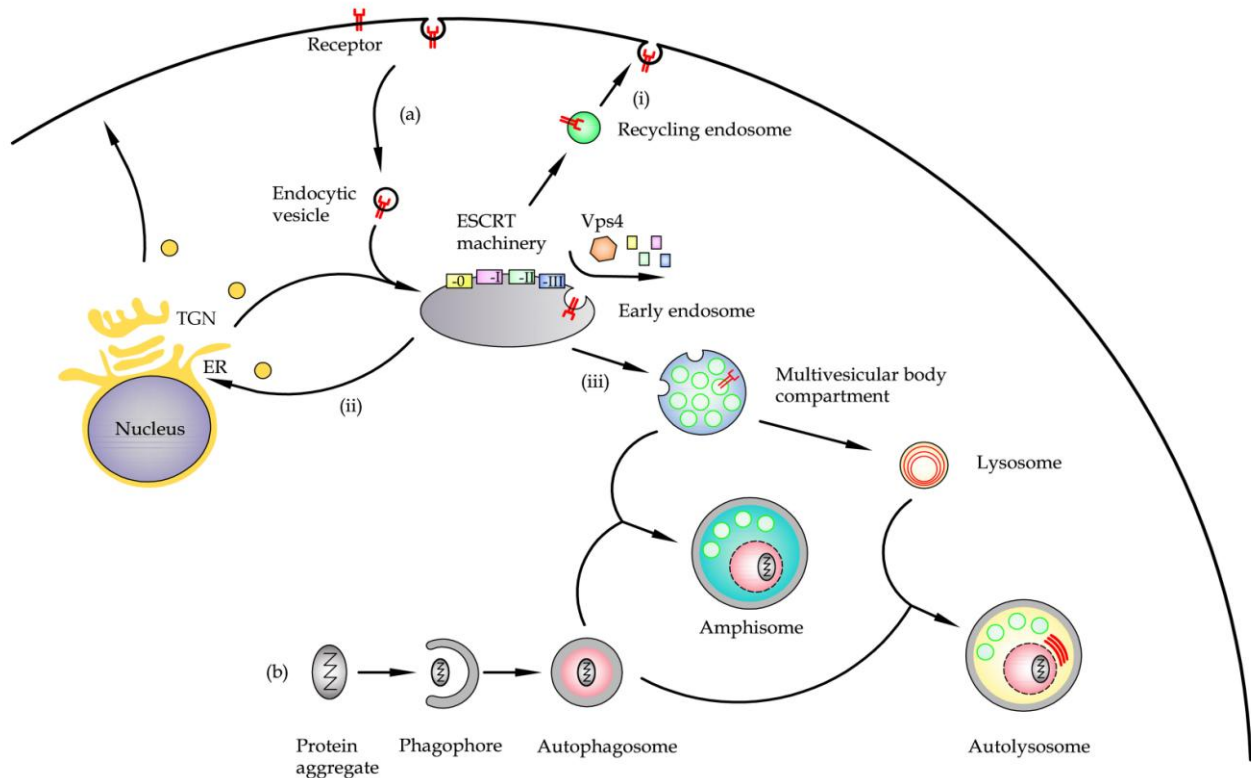 Receptor
(a)
(i)
Recycling endosome
Endocytic
vesicle
ESCRT
machinery
Vps4
-0 -I -II -III
Early endosome
TGN
ER
(ii)
(iii)
Nucleus
Multivesicular body
compartment
Lysosome
Amphisome
(b)
Protein
aggregate
Phagophore
Autophagosome
Autolysosome